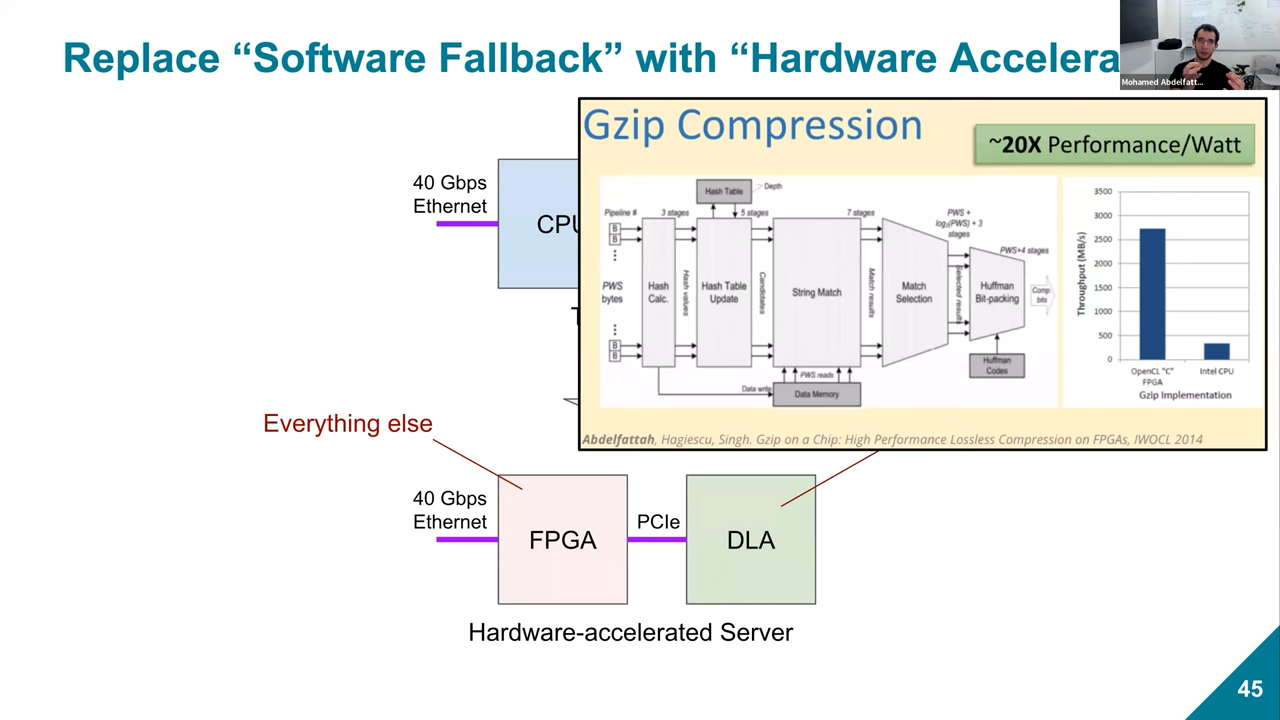 Replace “Software Fallback” with “Hardware Accelera
Mohamed Abdelfatt...
40 Gbps
Ethernet
CPU
T
Gzip Compression
~20X Performance/Watt
Hash Table
Depth
Pipeline #
3 stages
5 stages
7 stages
PWS +
log₂(PWS) + 3
stages
PWS+4 stages
B
B
PWS
bytes
B
B
Hash
Calc.
Hash values
Hash Table
Update
Candidates
String Match
Match results
Match
Selection
Selected results
Huffman
Bit-packing
Comp.
bits
Data write
PWS reads
Data Memory
Huffman
Codes
Throughput (MB/s)
3500
3000
2500
2000
1500
1000
500
0
OpenCL "C"
FPGA
Intel CPU
Gzip Implementation
Abdelfattah, Hagiescu, Singh. Gzip on a Chip: High Performance Lossless Compression on FPGAs, IWOCL 2014
Everything else
40 Gbps
Ethernet
FPGA
PCIe
DLA
Hardware-accelerated Server
45